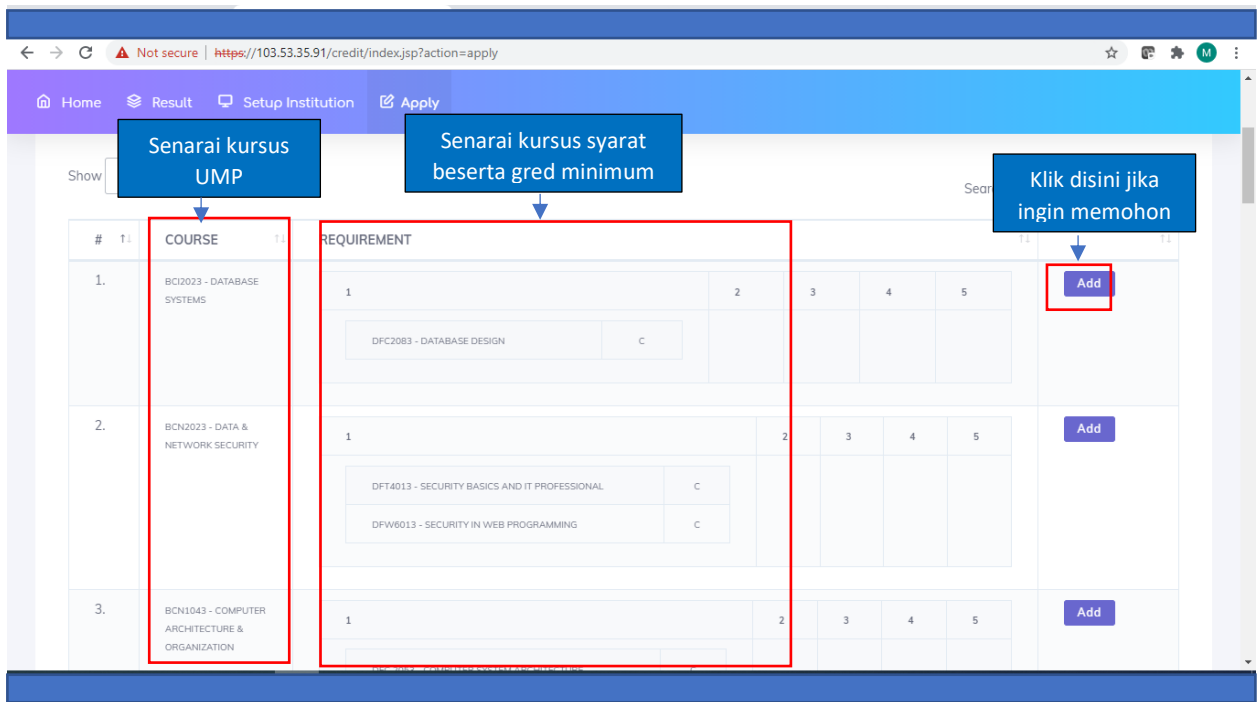 Not secure | https://103.53.35.91/credit/index.jsp?action=apply
M
Home Result Setup Institution Apply
Senarai kursus
UMP
Senarai kursus syarat
beserta gred minimum
Klik disini jika
ingin memohon
Show
Sear
# COURSE REQUIREMENT
1. BCI2023 - DATABASE
SYSTEMS
1 2 3 4 5
Add
DFC2083 - DATABASE DESIGN C
2. BCN2023 - DATA &
NETWORK SECURITY
1 2 3 4 5
Add
DFT4013 - SECURITY BASICS AND IT PROFESSIONAL C
DFW6013 - SECURITY IN WEB PROGRAMMING C
3. BCN1043 - COMPUTER
ARCHITECTURE &
ORGANIZATION
1 2 3 4 5
Add
COMPUTER SYSTEM ARCHITECTURE C